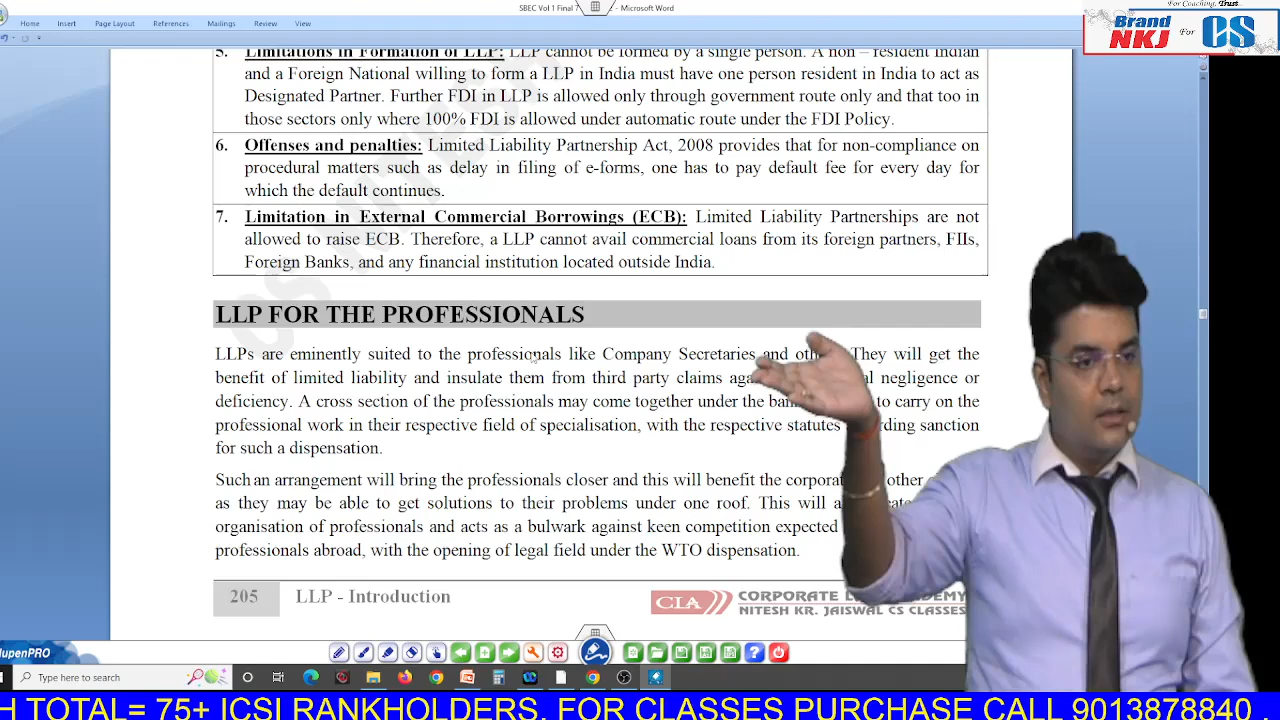 SBEC Vol 1 Final 7 - Microsoft Word
For Coaching, Trust...
Brand NKJ For CS
Home Insert Page Layout References Mailings Review View
5. Limitations in Formation of LLP: LLP cannot be formed by a single person. A non – resident Indian
and a Foreign National willing to form a LLP in India must have one person resident in India to act as
Designated Partner. Further FDI in LLP is allowed only through government route only and that too in
those sectors only where 100% FDI is allowed under automatic route under the FDI Policy.
6. Offenses and penalties: Limited Liability Partnership Act, 2008 provides that for non-compliance on
procedural matters such as delay in filing of e-forms, one has to pay default fee for every day for
which the default continues.
7. Limitation in External Commercial Borrowings (ECB): Limited Liability Partnerships are not
allowed to raise ECB. Therefore, a LLP cannot avail commercial loans from its foreign partners, FIIs,
Foreign Banks, and any financial institution located outside India.
LLP FOR THE PROFESSIONALS
LLPs are eminently suited to the professionals like Company Secretaries and They will get the
benefit of limited liability and insulate them from third party claims negligence or
deficiency. A cross section of the professionals may come together under the to carry on the
professional work in their respective field of specialisation, with the respective statutes sanction
for such a dispensation.
Such an arrangement will bring the professionals closer and this will benefit the other
as they may be able to get solutions to their problems under one roof. This will
organisation of professionals and acts as a bulwark against keen competition expected
professionals abroad, with the opening of legal field under the WTO dispensation.
205 LLP - Introduction
CLA CORPORATE ACADEMY
NITESH KR. JAISWAL CS CLASSES
upenPRO
Type here to search
H TOTAL= 75+ ICSI RANKHOLDERS. FOR CLASSES PURCHASE CALL 9013878840 .